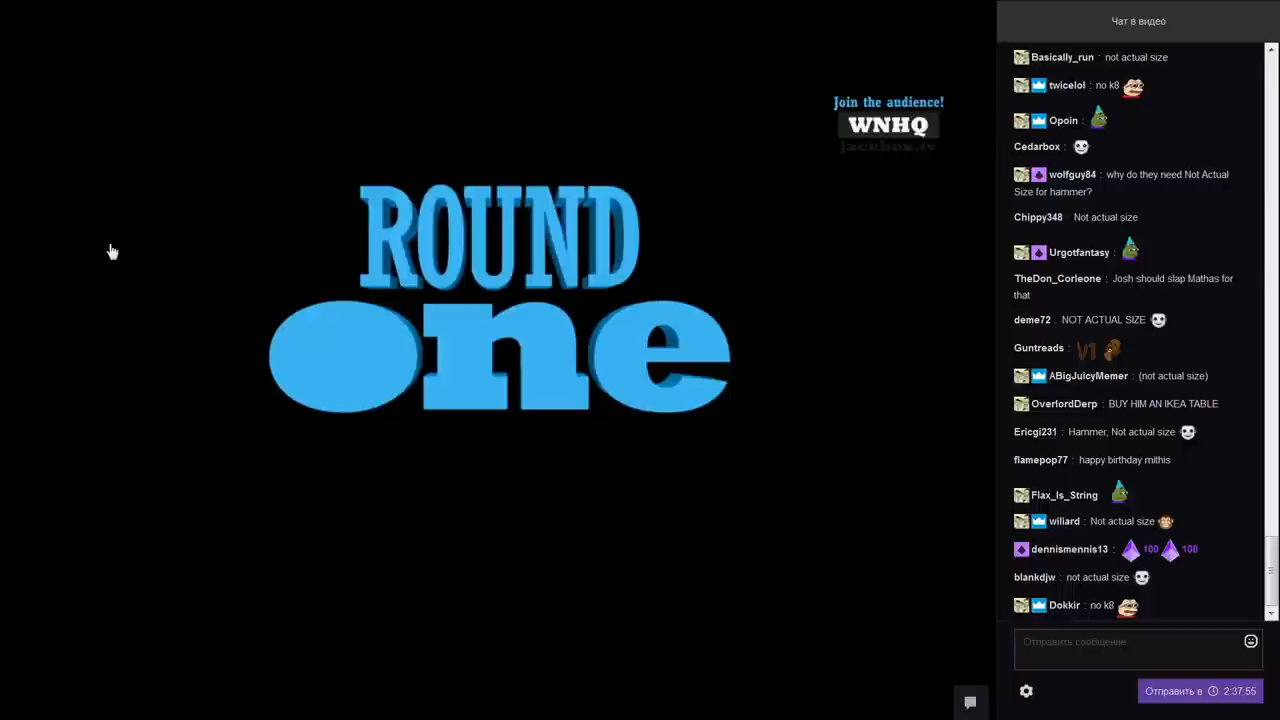 Join the audience!
WNHQ
jackbox.tv
ROUND
one
Чат в видео
Basically_run : not actual size
twicelol : no k8
Opoin :
Cedarbox :
wolfguy84 : why do they need Not Actual
Size for hammer?
Chippy348 Not actual size
Urgotfantasy :
TheDon_Corleone : Josh should slap Mathas for
that
deme72 : NOT ACTUAL SIZE
Guntreads :
ABigJuicyMemer : (not actual size)
OverlordDerp : BUY HIM AN IKEA TABLE
Ericgi231 : Hammer, Not actual size
flamepop77 : happy birthday mithis
Flax_Is_String
wiliard : Not actual size
dennismennis13 : 100 100
blankdjw : not actual size
Dokkir : no k8
Отправить сообщение
Отправить в 2:37:55